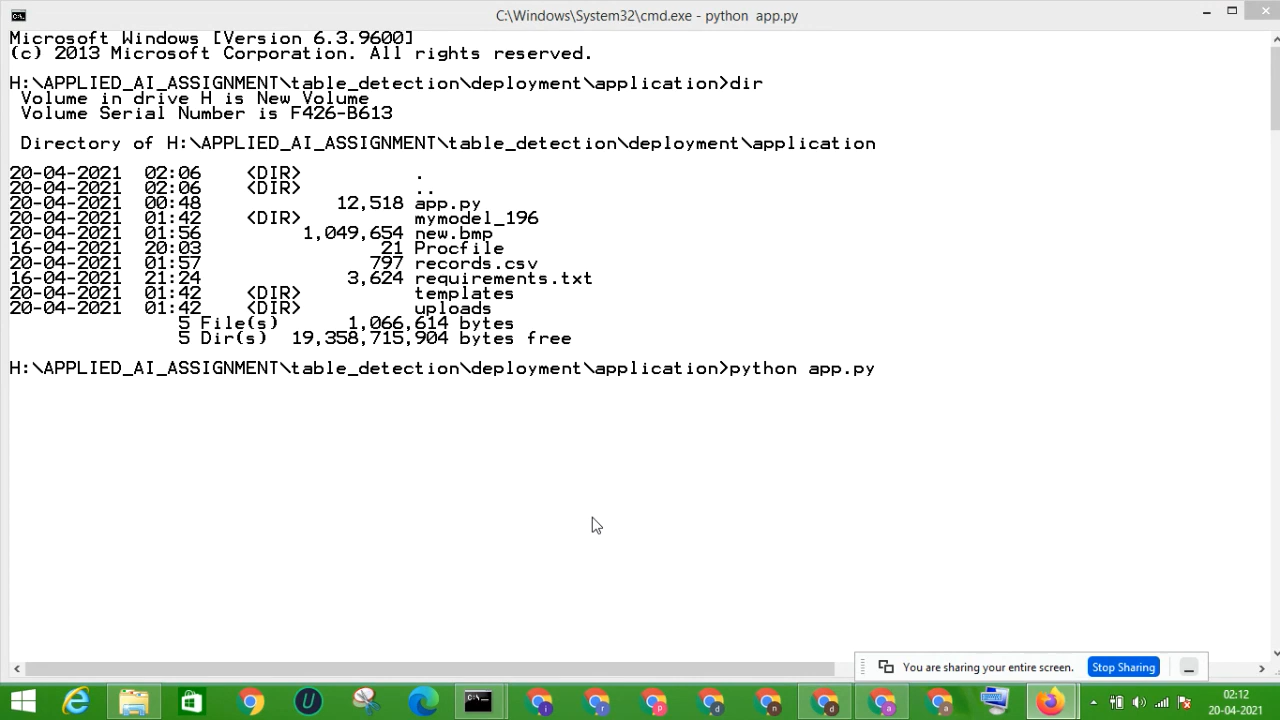 C:\Windows\System32\cmd.exe - python  app.py
Microsoft Windows [Version 6.3.9600]
(c) 2013 Microsoft Corporation. All rights reserved.
H:\APPLIED_AI_ASSIGNMENT\table_detection\deployment\application>dir
Volume in drive H is New Volume
Volume Serial Number is F426-B613
Directory of H:\APPLIED_AI_ASSIGNMENT\table_detection\deployment\application
20-04-2021  02:06    <DIR>          .
20-04-2021  02:06    <DIR>          ..
20-04-2021  00:48            12,518 app.py
20-04-2021  01:42    <DIR>          mymodel_196
20-04-2021  01:56         1,049,654 new.bmp
16-04-2021  20:03                21 Procfile
20-04-2021  01:57               797 records.csv
16-04-2021  21:24             3,624 requirements.txt
20-04-2021  01:42    <DIR>          templates
20-04-2021  01:42    <DIR>          uploads
5 File(s)      1,066,614 bytes
5 Dir(s)  19,358,715,904 bytes free
H:\APPLIED_AI_ASSIGNMENT\table_detection\deployment\application>python app.py
You are sharing your entire screen.
Stop Sharing
02:12
20-04-2021